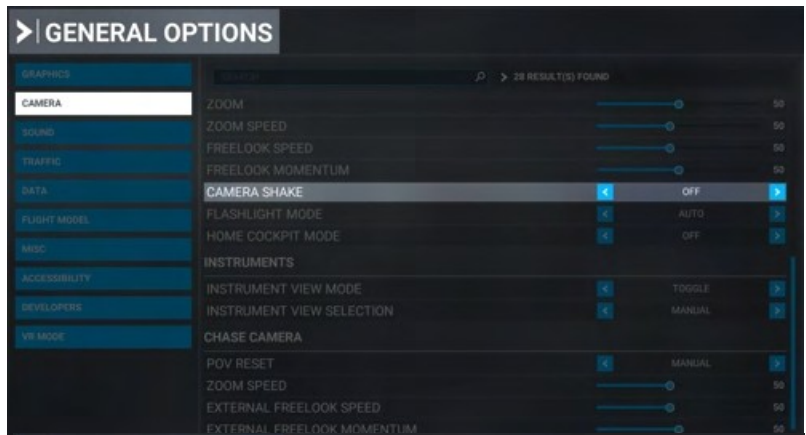 > GENERAL OPTIONS
GRAPHICS
CAMERA
SOUND
TRAFFIC
DATA
FLIGHT MODEL
MISC
ACCESSIBILITY
DEVELOPERS
VR MODE
SEARCH
> 28 RESULT(S) FOUND
ZOOM 50
ZOOM SPEED 50
FREELOOK SPEED 50
FREELOOK MOMENTUM 50
CAMERA SHAKE < OFF >
FLASHLIGHT MODE < AUTO >
HOME COCKPIT MODE < OFF >
INSTRUMENTS
INSTRUMENT VIEW MODE < TOGGLE >
INSTRUMENT VIEW SELECTION < MANUAL >
CHASE CAMERA
POV RESET < MANUAL >
ZOOM SPEED 50
EXTERNAL FREELOOK SPEED 50
EXTERNAL FREELOOK MOMENTUM 50